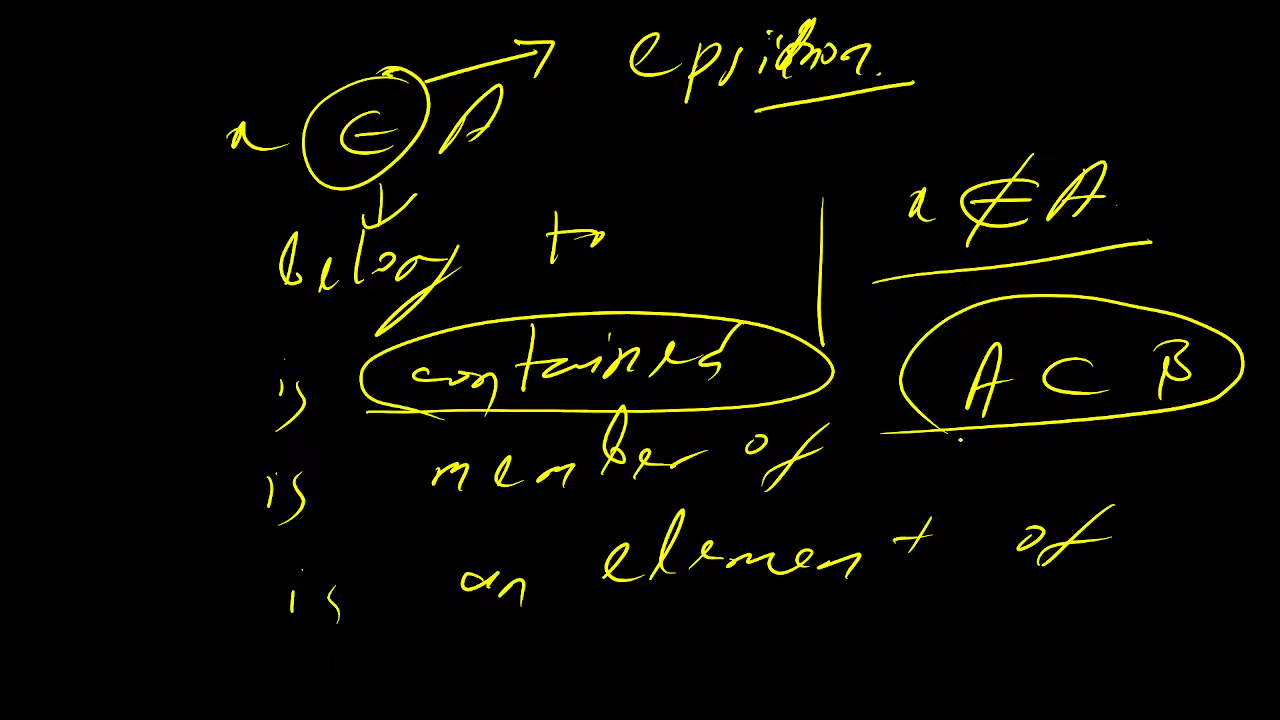 x ∈ A → epsilon.
belong to
x ∉ A
is contained
A ⊂ B
is member of
is an element of